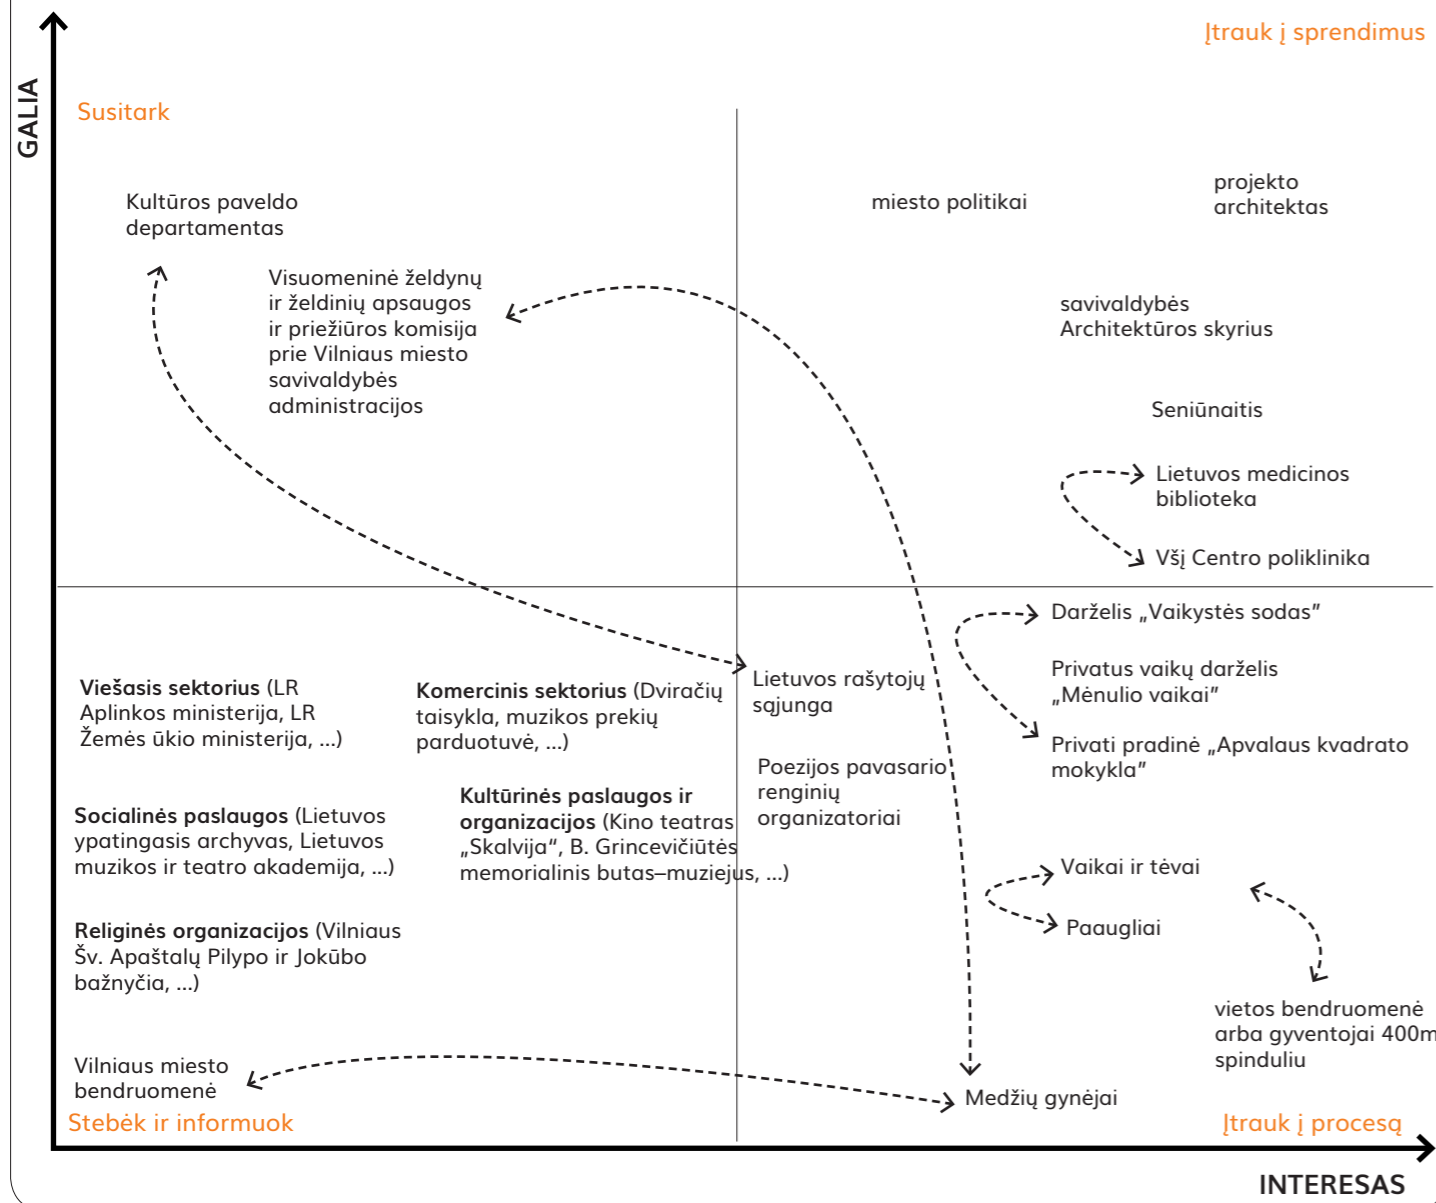 GALIA
Įtrauk į sprendimus
Susitark
Kultūros paveldo
departamentas
Visuomeninė želdynų
ir želdinių apsaugos
ir priežiūros komisija
prie Vilniaus miesto
savivaldybės
administracijos
miesto politikai
projekto
architektas
savivaldybės
Architektūros skyrius
Seniūnaitis
Lietuvos medicinos
biblioteka
VšĮ Centro poliklinika
Viešasis sektorius (LR
Aplinkos ministerija, LR
Žemės ūkio ministerija, ...)
Komercinis sektorius (Dviračių
taisykla, muzikos prekių
parduotuvė, ...)
Socialinės paslaugos (Lietuvos
ypatingasis archyvas, Lietuvos
muzikos ir teatro akademija, ...)
Kultūrinės paslaugos ir
organizacijos (Kino teatras
„Skalvija“, B. Grincevičiūtės
memorialinis butas–muziejus, ...)
Religinės organizacijos (Vilniaus
Šv. Apaštalų Pilypo ir Jokūbo
bažnyčia, ...)
Vilniaus miesto
bendruomenė
Stebėk ir informuok
Lietuvos rašytojų
sąjunga
Poezijos pavasario
renginių
organizatoriai
Darželis „Vaikystės sodas”
Privatus vaikų darželis
„Mėnulio vaikai”
Privati pradinė „Apvalaus kvadrato
mokykla”
Vaikai ir tėvai
Paaugliai
vietos bendruomenė
arba gyventojai 400m
spinduliu
Medžių gynėjai
Įtrauk į procesą
INTERESAS